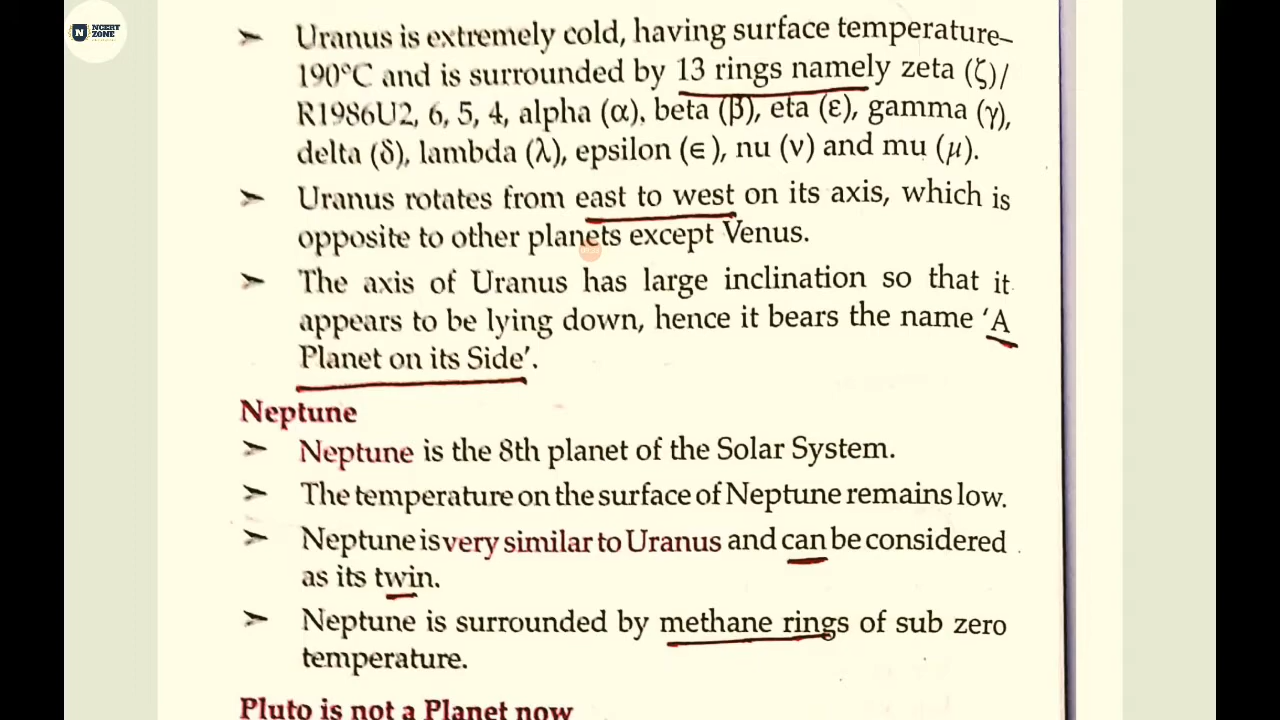 NCERT
ZONE
➢ Uranus is extremely cold, having surface temperature–
190°C and is surrounded by 13 rings namely zeta (ζ)/
R1986U2, 6, 5, 4, alpha (α), beta (β), eta (ε), gamma (γ),
delta (δ), lambda (λ), epsilon (∈), nu (ν) and mu (μ).
➢ Uranus rotates from east to west on its axis, which is
opposite to other planets except Venus.
➢ The axis of Uranus has large inclination so that it
appears to be lying down, hence it bears the name ‘A
Planet on its Side’.
Neptune
➢ Neptune is the 8th planet of the Solar System.
➢ The temperature on the surface of Neptune remains low.
➢ Neptune is very similar to Uranus and can be considered
as its twin.
➢ Neptune is surrounded by methane rings of sub zero
temperature.
Pluto is not a Planet now